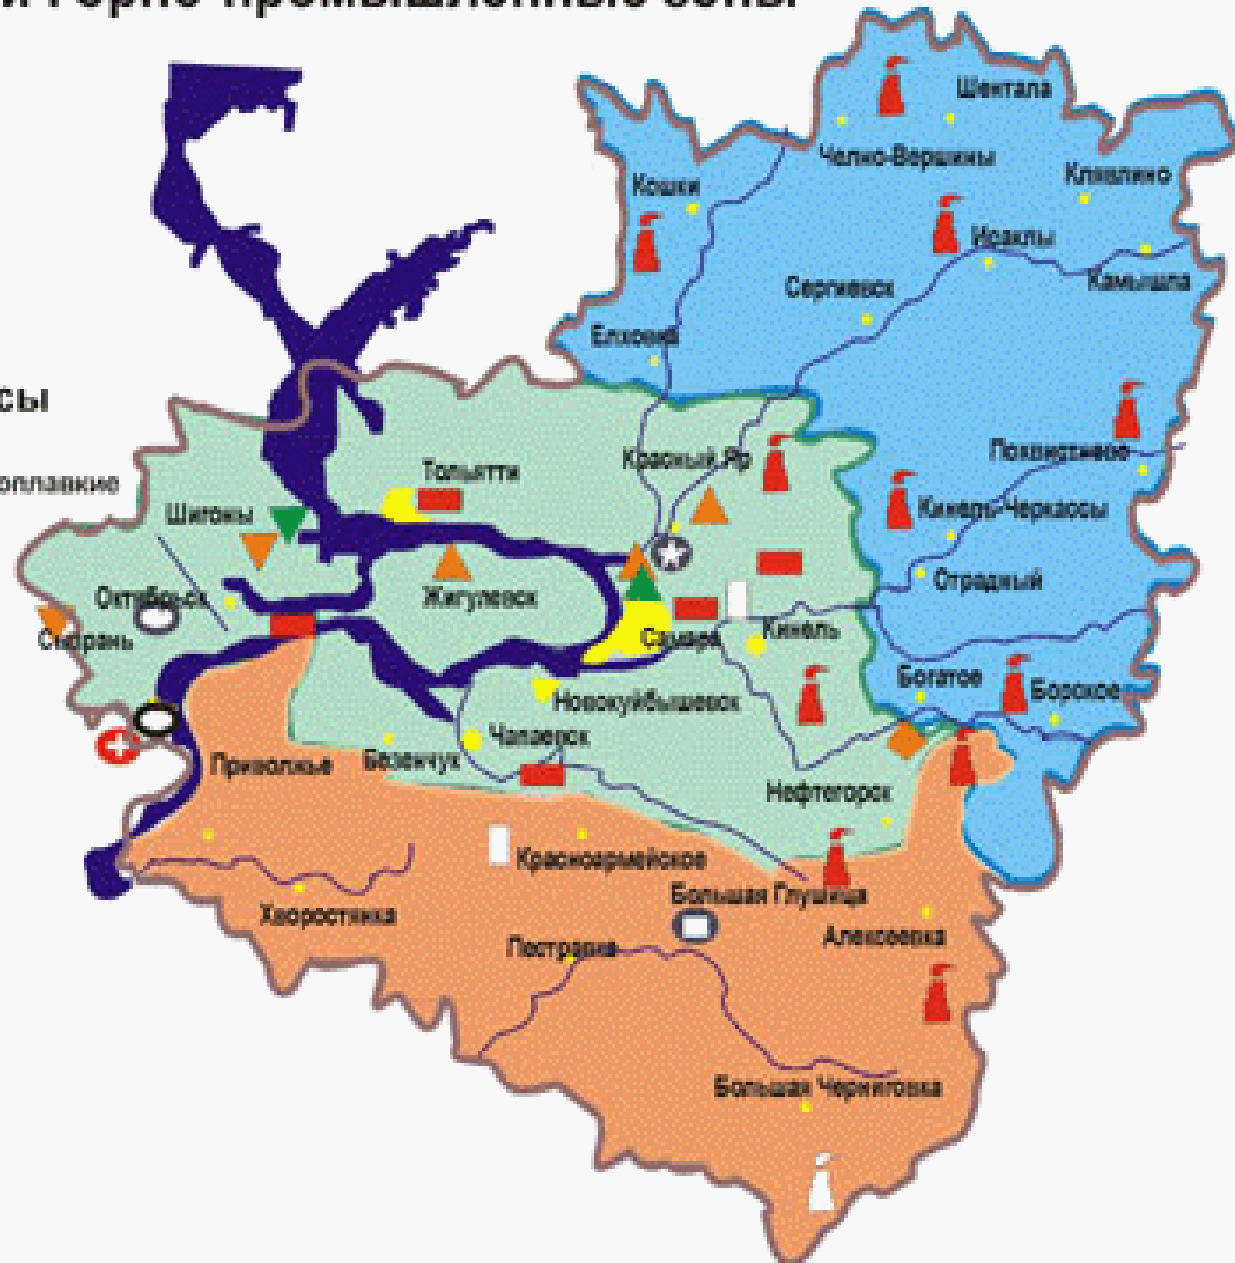 Шентала
Челно-Вершины
Клявлино
Кошки
Исаклы
Камышла
Сергиевск
Елховка
сы
Похвистнево
Красный Яр
Тольятти
оплавкие
Шигоны
Кинель-Черкассы
Отрадный
Октябрьск
Жигулевск
Сызрань
Самара
Кинель
Богатое
Борское
Новокуйбышевск
Чапаевск
Безенчук
Приволжье
Нефтегорск
Красноармейское
Большая Глушица
Хворостянка
Алексеевка
Пестравка
Большая Черниговка